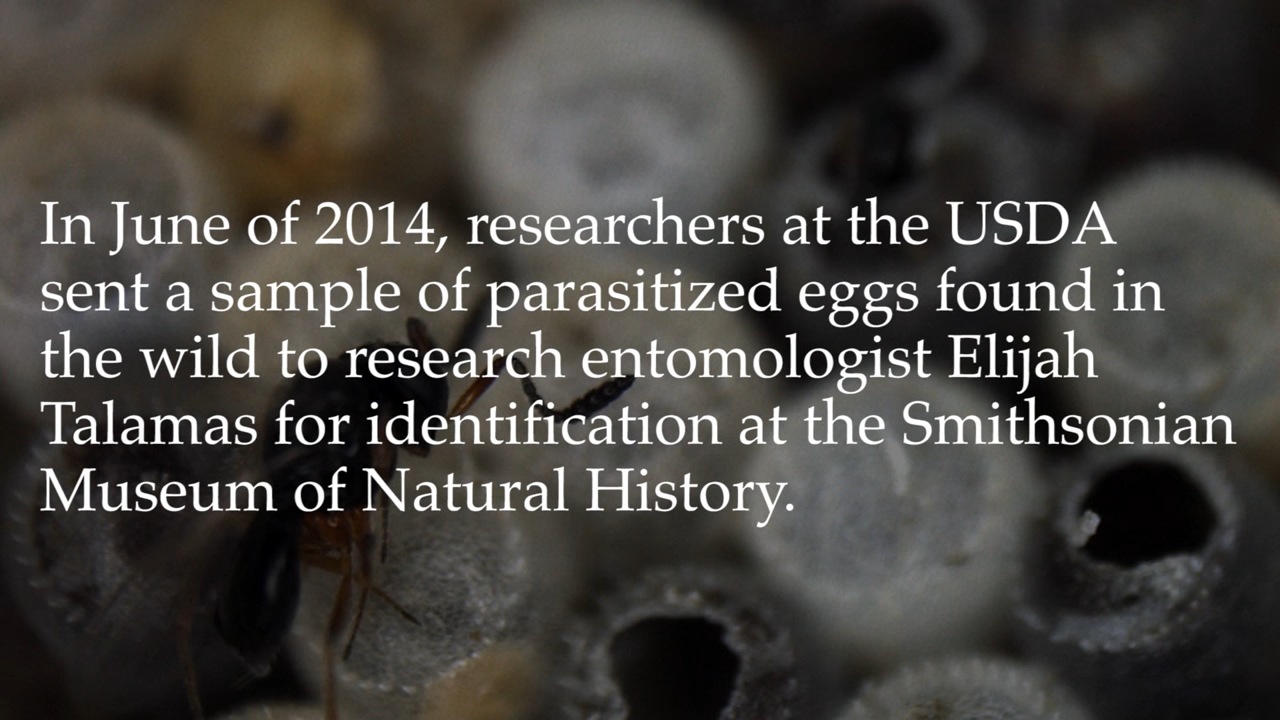 In June of 2014, researchers at the USDA
sent a sample of parasitized eggs found in
the wild to research entomologist Elijah
Talamas for identification at the Smithsonian
Museum of Natural History.